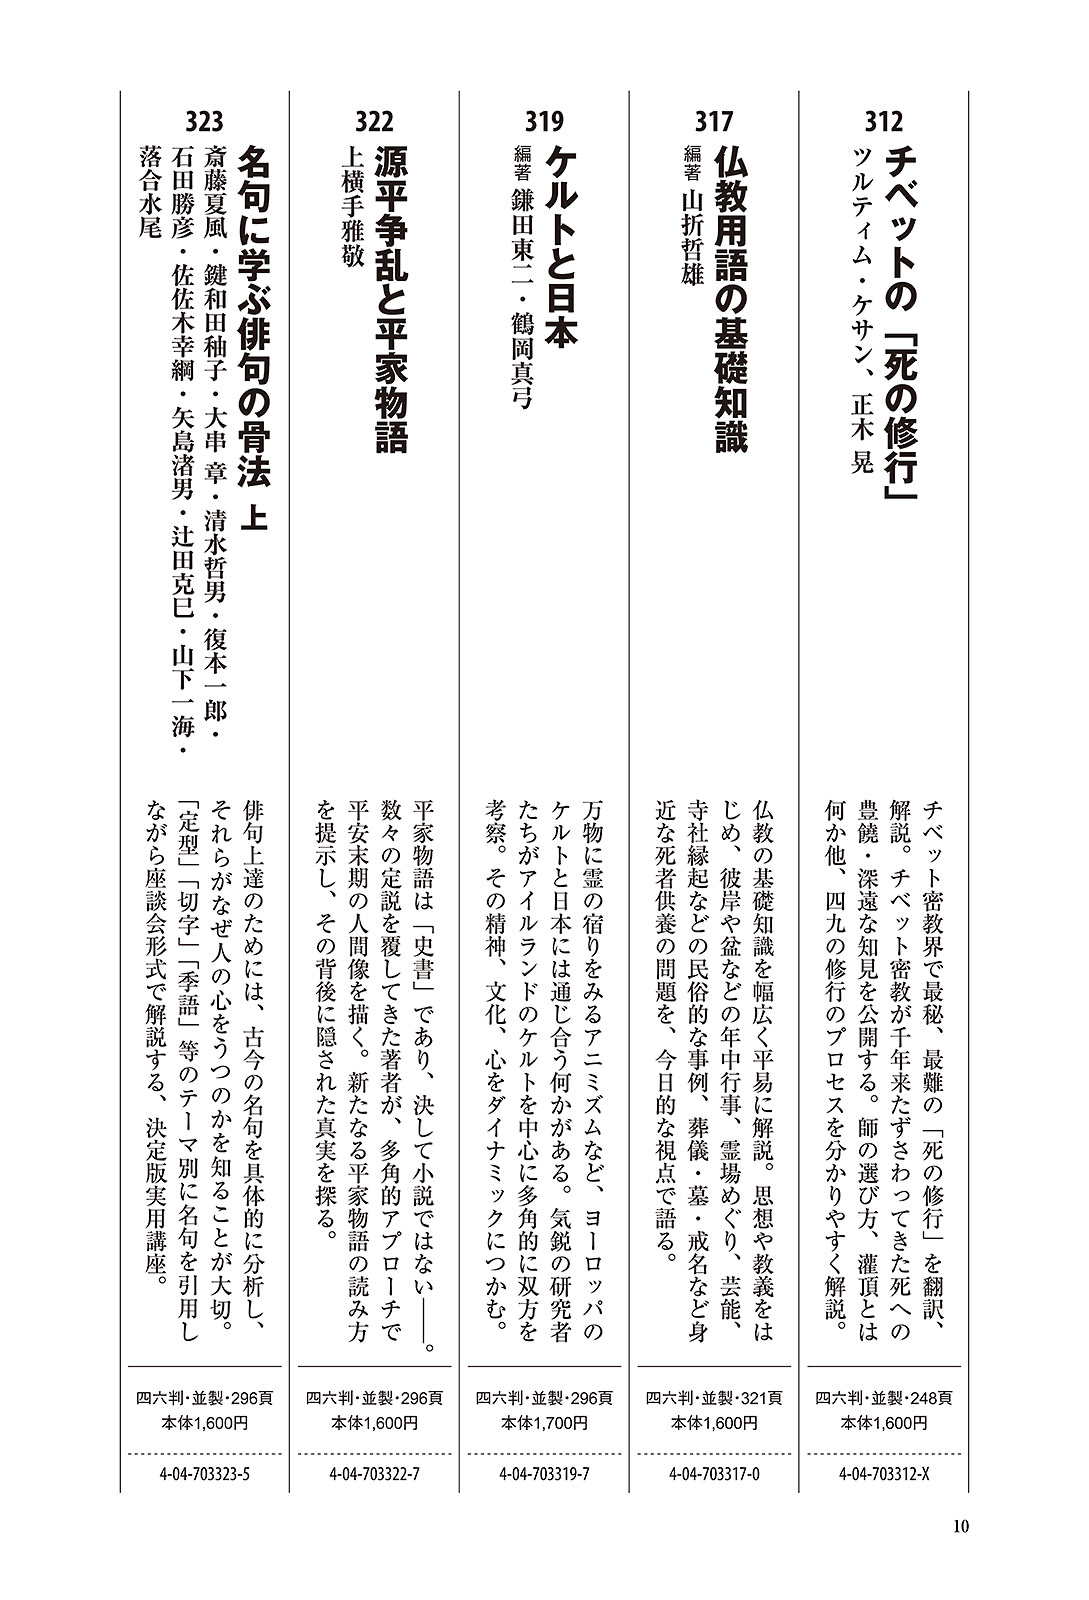 312
チベットの「死の修行」
ツルティム・ケサン、正木 晃
チベット密教界で最秘、最難の「死の修行」を翻訳、
解説。チベット密教が千年来たずさわってきた死への
豊饒・深遠な知見を公開する。師の選び方、灌頂とは
何か他、四九の修行のプロセスを分かりやすく解説。
四六判・並製・248頁
本体1,600円
4-04-703312-X
317
仏教用語の基礎知識
編著 山折哲雄
仏教の基礎知識を幅広く平易に解説。思想や教義をは
じめ、彼岸や盆などの年中行事、霊場めぐり、芸能、
寺社縁起などの民俗的な事例、葬儀・墓・戒名など身
近な死者供養の問題を、今日的な視点で語る。
四六判・並製・321頁
本体1,600円
4-04-703317-0
319
ケルトと日本
編著 鎌田東二・鶴岡真弓
万物に霊の宿りをみるアニミズムなど、ヨーロッパの
ケルトと日本には通じ合う何かがある。気鋭の研究者
たちがアイルランドのケルトを中心に多角的に双方を
考察。その精神、文化、心をダイナミックにつかむ。
四六判・並製・296頁
本体1,700円
4-04-703319-7
322
源平争乱と平家物語
上横手雅敬
平家物語は「史書」であり、決して小説ではない――。
数々の定説を覆してきた著者が、多角的アプローチで
平安末期の人間像を描く。新たなる平家物語の読み方
を提示し、その背後に隠された真実を探る。
四六判・並製・296頁
本体1,600円
4-04-703322-7
323
名句に学ぶ俳句の骨法 上
斎藤夏風・鍵和田秞子・大串 章・清水哲男・復本一郎・
石田勝彦・佐佐木幸綱・矢島渚男・辻田克巳・山下一海・
落合水尾
俳句上達のためには、古今の名句を具体的に分析し、
それらがなぜ人の心をうつのかを知ることが大切。
「定型」「切字」「季語」等のテーマ別に名句を引用し
ながら座談会形式で解説する、決定版実用講座。
四六判・並製・296頁
本体1,600円
4-04-703323-5
10